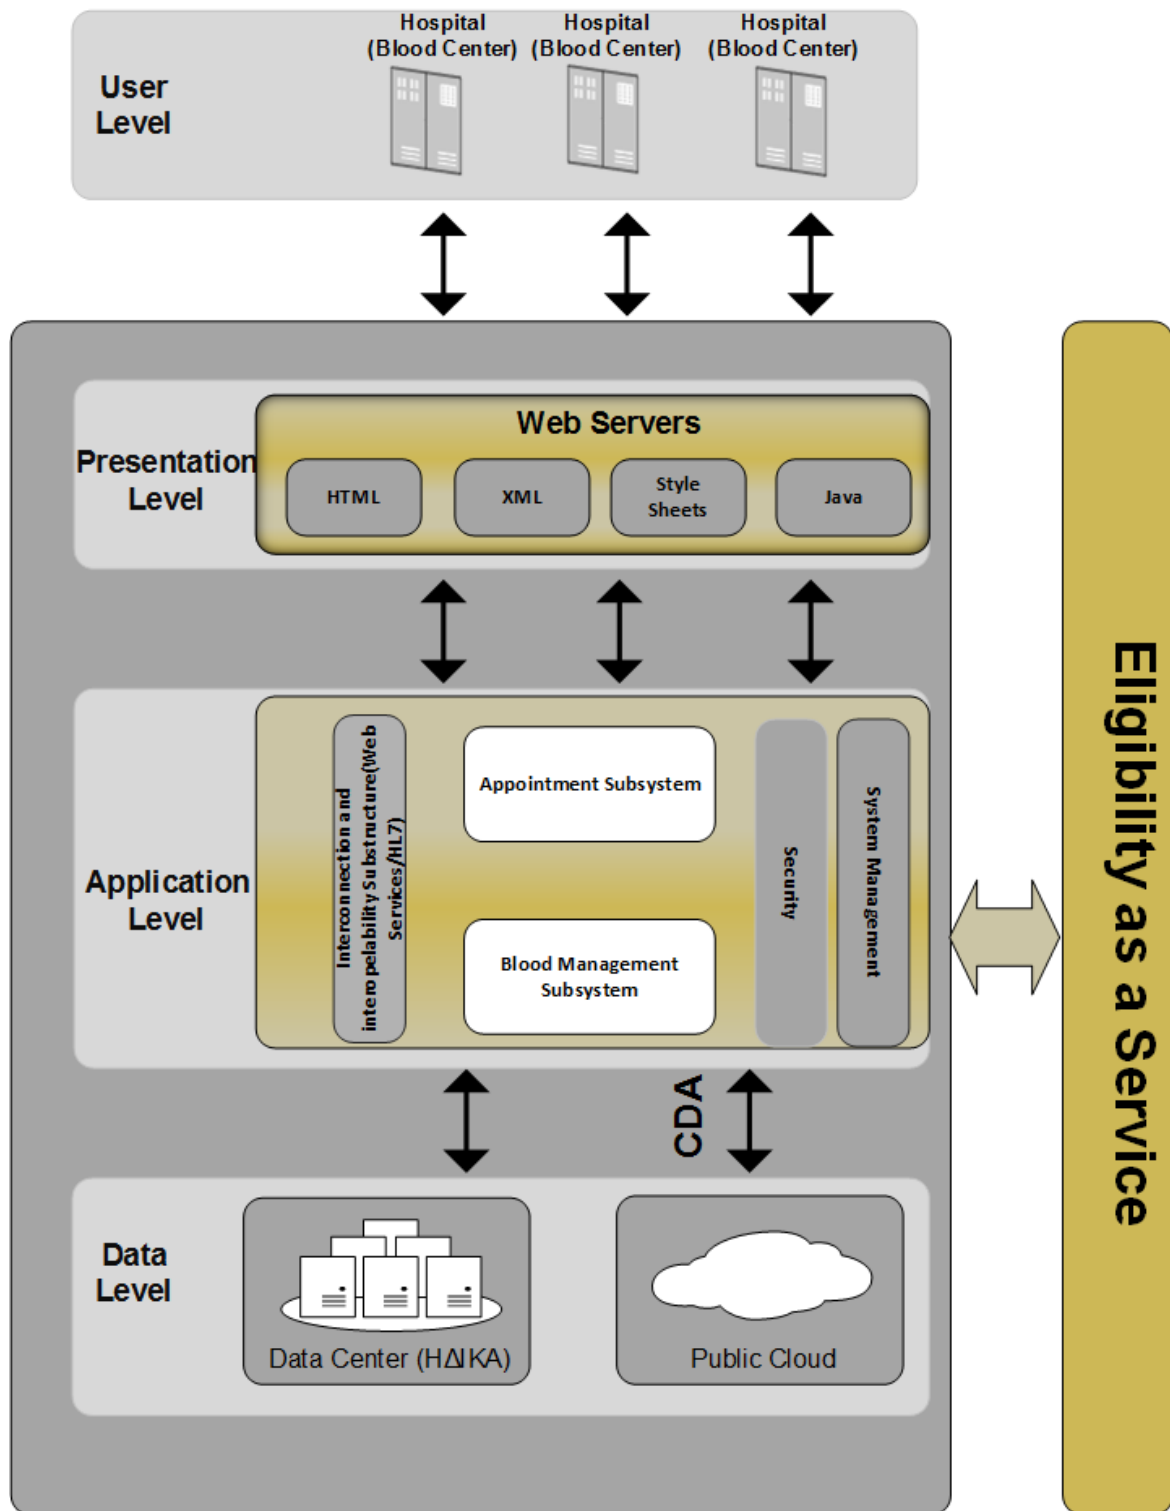 Hospital
(Blood Center)
Hospital
(Blood Center)
Hospital
(Blood Center)
User
Level
Web Servers
Presentation
Level
HTML
XML
Style
Sheets
Java
Application
Level
Interconnection and
interopelability Substructure(Web
Services/HL7)
Appointment Subsystem
Blood Management
Subsystem
Security
System Management
Eligibility as a Service
CDA
Data
Level
Data Center (ΗΔΙΚΑ)
Public Cloud